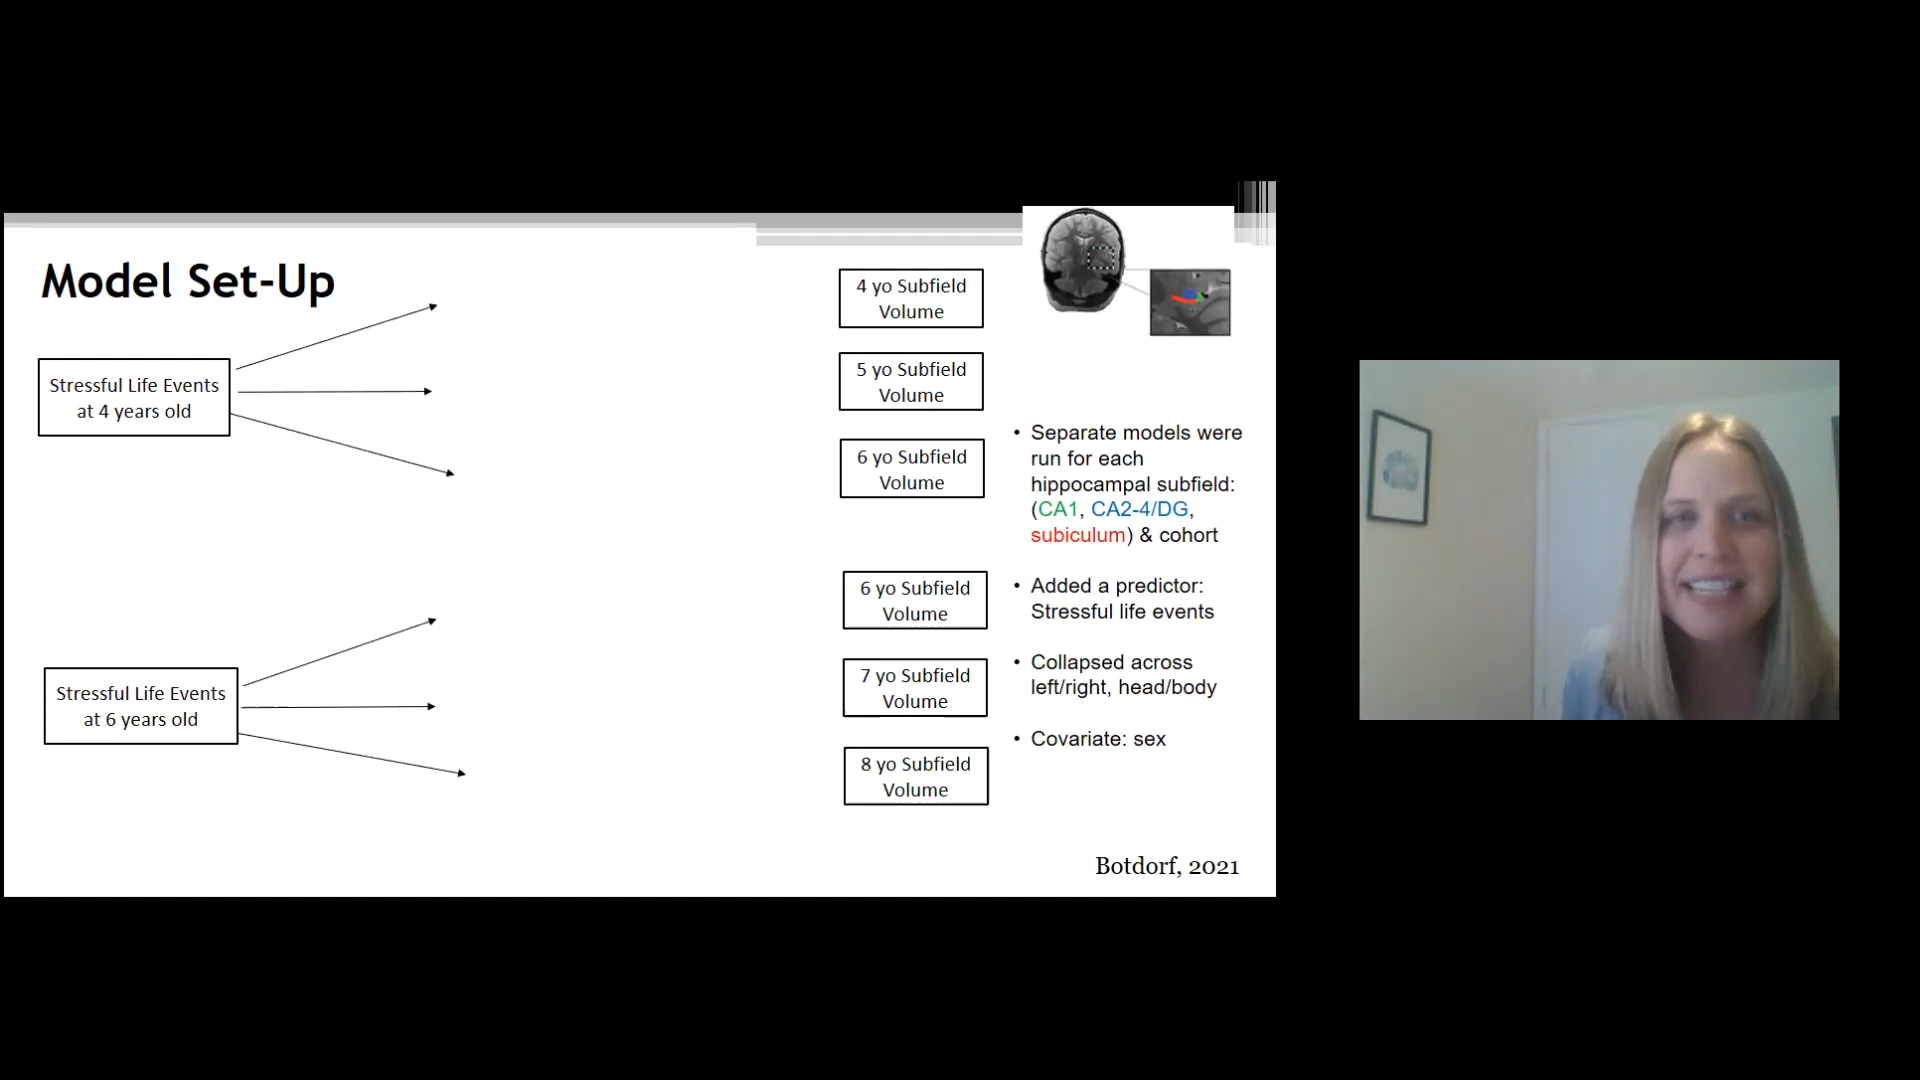 Model Set-Up
Stressful Life Events
at 4 years old
4 yo Subfield
Volume
5 yo Subfield
Volume
6 yo Subfield
Volume
Stressful Life Events
at 6 years old
6 yo Subfield
Volume
7 yo Subfield
Volume
8 yo Subfield
Volume
• Separate models were
run for each
hippocampal subfield:
(CA1, CA2-4/DG,
subiculum) & cohort
• Added a predictor:
Stressful life events
• Collapsed across
left/right, head/body
• Covariate: sex
Botdorf, 2021